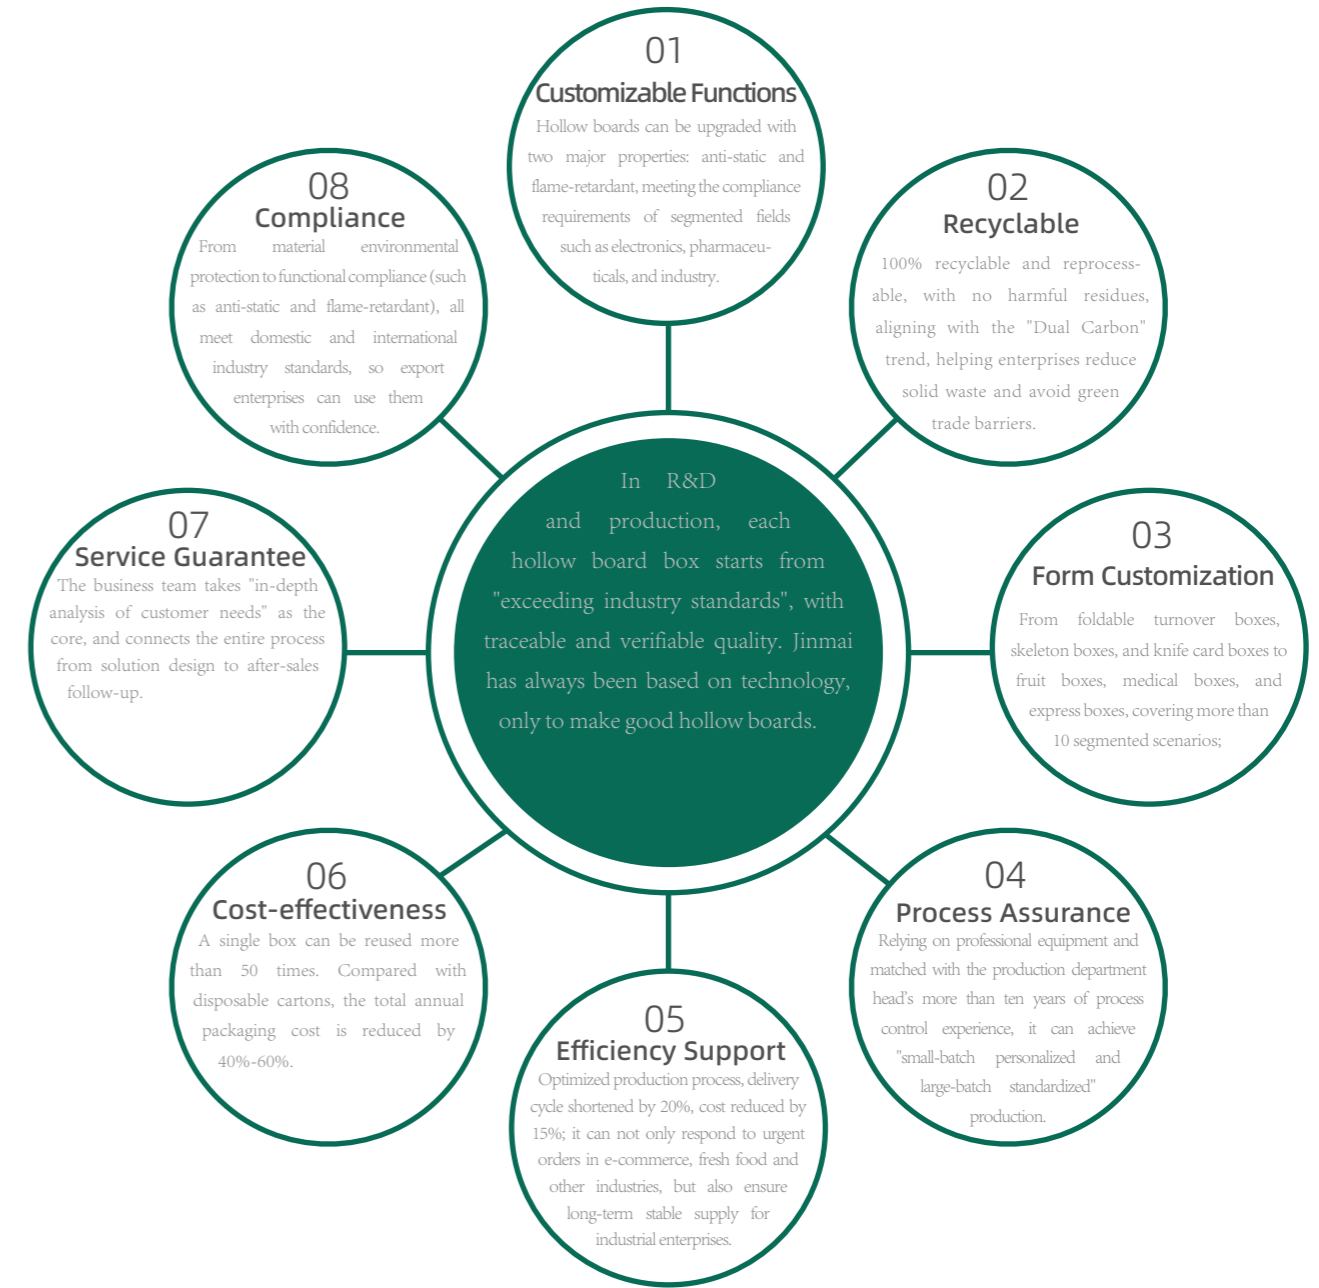 01
Customizable Functions
Hollow boards can be upgraded with
two major properties: anti-static and
flame-retardant, meeting the compliance
requirements of segmented fields
such as electronics, pharmaceu-
ticals, and industry.
02
Recyclable
100% recyclable and reprocess-
able, with no harmful residues,
aligning with the "Dual Carbon"
trend, helping enterprises reduce
solid waste and avoid green
trade barriers.
03
Form Customization
From foldable turnover boxes,
skeleton boxes, and knife card boxes to
fruit boxes, medical boxes, and
express boxes, covering more than
10 segmented scenarios;
04
Process Assurance
Relying on professional equipment and
matched with the production department
head's more than ten years of process
control experience, it can achieve
"small-batch personalized and
large-batch standardized"
production.
05
Efficiency Support
Optimized production process, delivery
cycle shortened by 20%, cost reduced by
15%; it can not only respond to urgent
orders in e-commerce, fresh food and
other industries, but also ensure
long-term stable supply for
industrial enterprises.
06
Cost-effectiveness
A single box can be reused more
than 50 times. Compared with
disposable cartons, the total annual
packaging cost is reduced by
40%-60%.
07
Service Guarantee
The business team takes "in-depth
analysis of customer needs" as the
core, and connects the entire process
from solution design to after-sales
follow-up.
08
Compliance
From material environmental
protection to functional compliance (such
as anti-static and flame-retardant), all
meet domestic and international
industry standards, so export
enterprises can use them
with confidence.
In R&D
and production, each
hollow board box starts from
"exceeding industry standards", with
traceable and verifiable quality. Jinmai
has always been based on technology,
only to make good hollow boards.